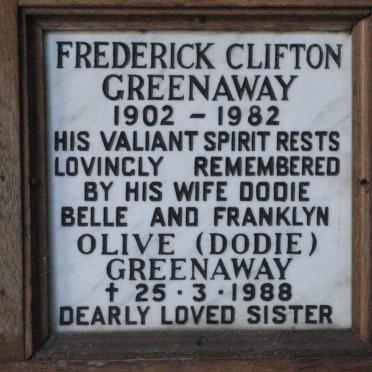 FREDERICK CLIFTON
GREENAWAY
1902 - 1982
HIS VALIANT SPIRIT RESTS
LOVINGLY REMEMBERED
BY HIS WIFE DODIE
BELLE AND FRANKLYN
OLIVE (DODIE)
GREENAWAY
† 25 · 3 · 1988
DEARLY LOVED SISTER